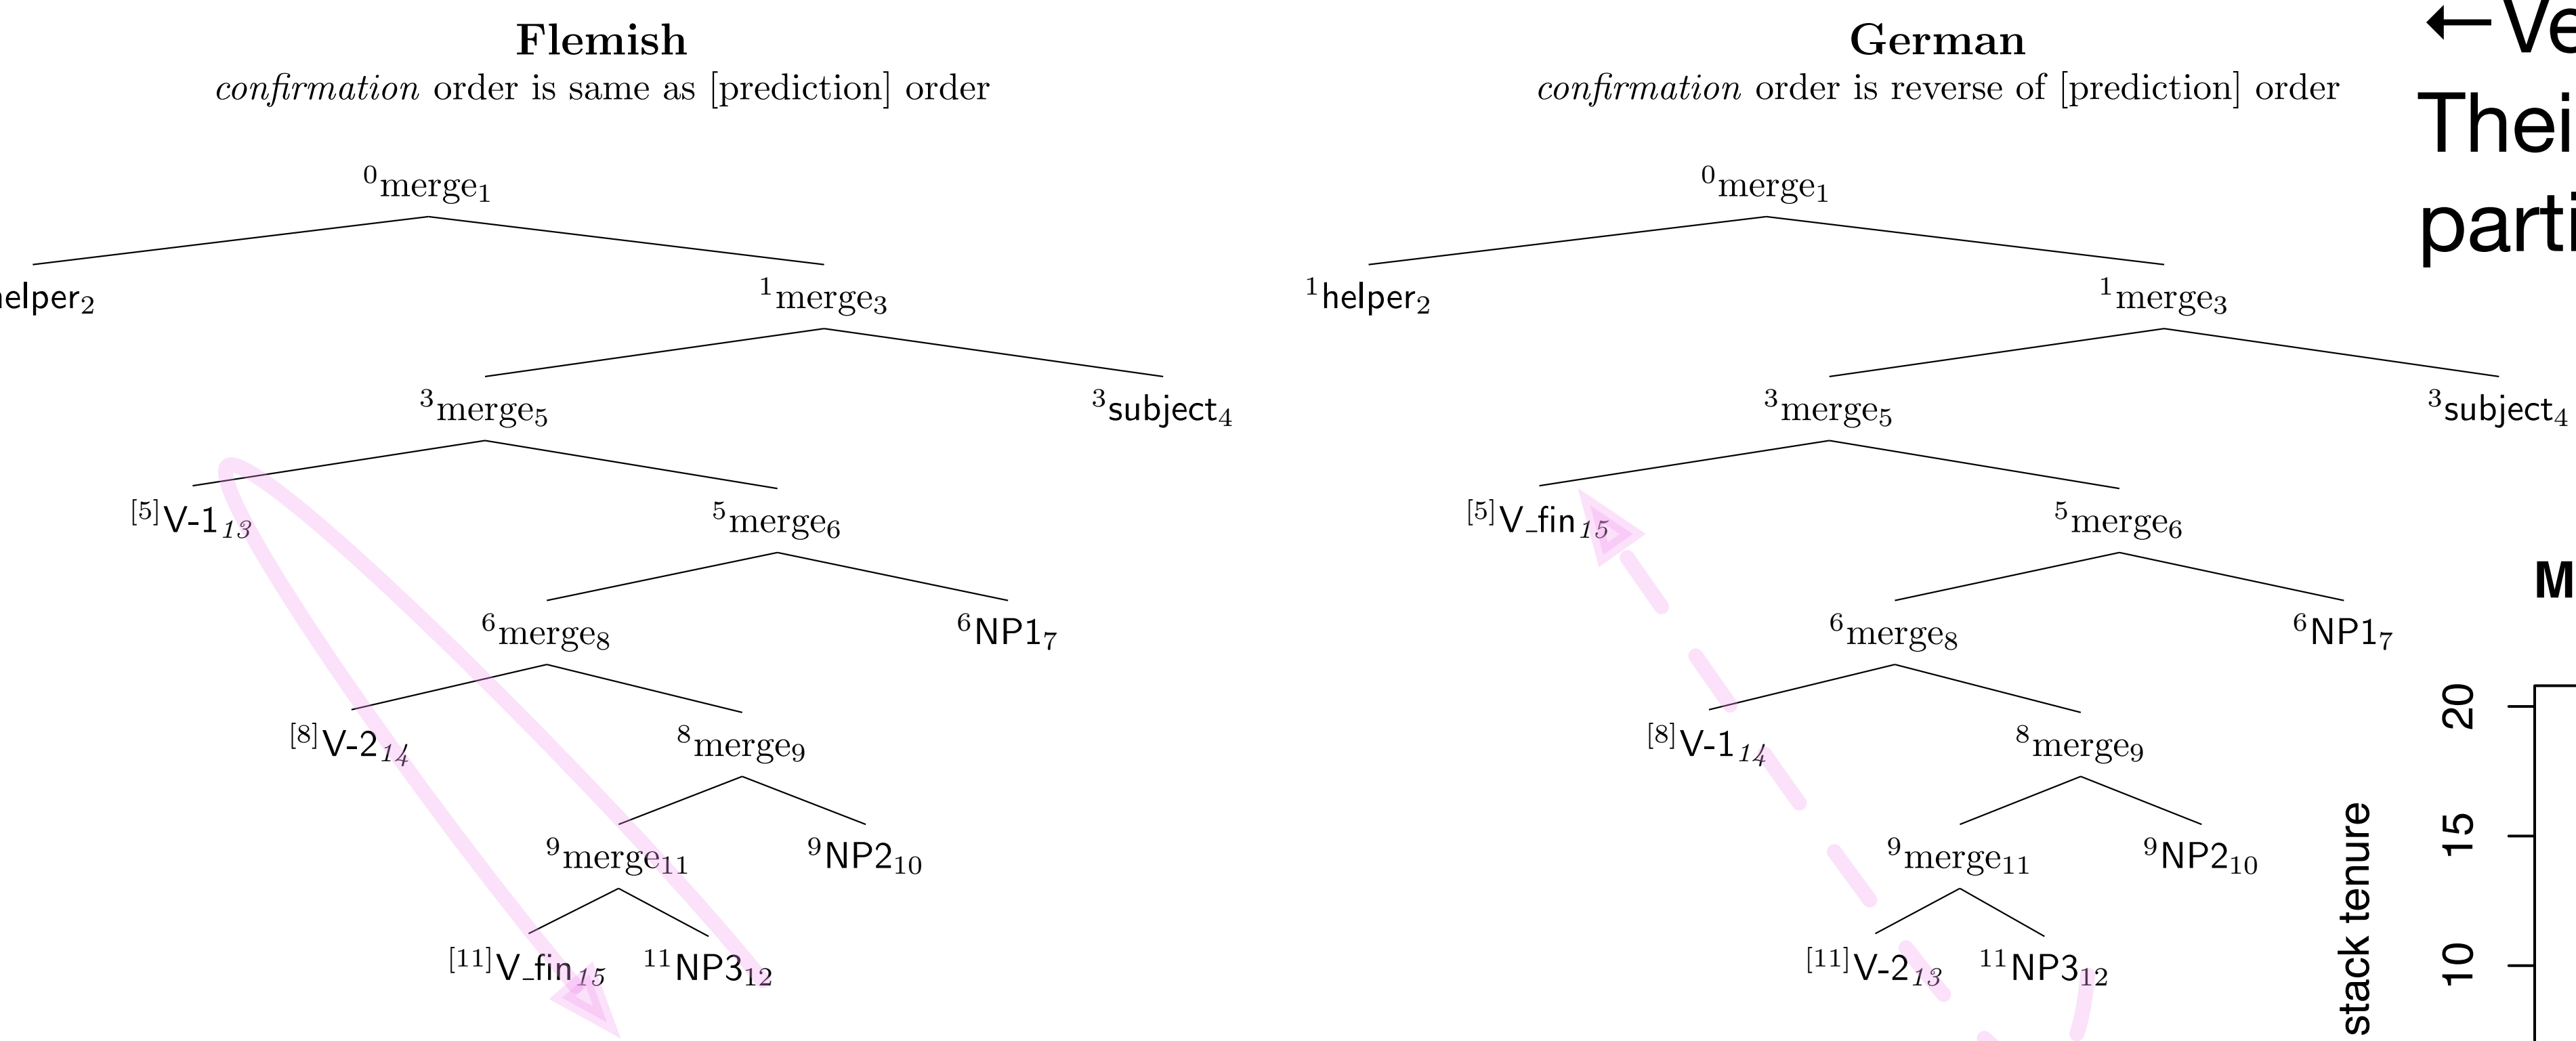 Flemish
confirmation order is same as [prediction] order
⁰merge₁
helper₂
¹merge₃
³merge₅
³subject₄
[5]V-1₁₃
⁵merge₆
⁶merge₈
⁶NP1₇
[8]V-2₁₄
⁸merge₉
⁹merge₁₁
⁹NP2₁₀
[11]V_fin₁₅
¹¹NP3₁₂
German
confirmation order is reverse of [prediction] order
⁰merge₁
¹helper₂
¹merge₃
³merge₅
³subject₄
[5]V_fin₁₅
⁵merge₆
⁶merge₈
⁶NP1₇
[8]V-1₁₄
⁸merge₉
⁹merge₁₁
⁹NP2₁₀
[11]V-2₁₃
¹¹NP3₁₂
←Ve
Thei
parti
M
20
15
10
stack tenure